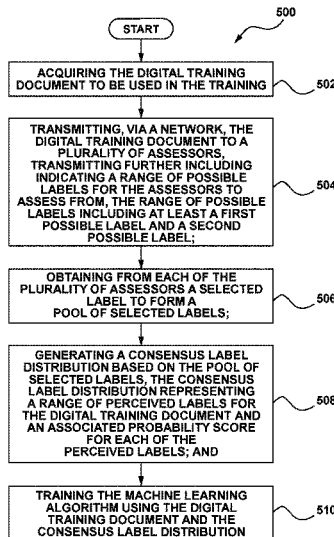 500
START
ACQUIRING THE DIGITAL TRAINING
DOCUMENT TO BE USED IN THE TRAINING
502
TRANSMITTING, VIA A NETWORK, THE
DIGITAL TRAINING DOCUMENT TO A
PLURALITY OF ASSESSORS,
TRANSMITTING FURTHER INCLUDING
INDICATING A RANGE OF POSSIBLE
LABELS FOR THE ASSESSORS TO
ASSESS FROM, THE RANGE OF POSSIBLE
LABELS INCLUDING AT LEAST A FIRST
POSSIBLE LABEL AND A SECOND
POSSIBLE LABEL;
504
OBTAINING FROM EACH OF THE
PLURALITY OF ASSESSORS A SELECTED
LABEL TO FORM A
POOL OF SELECTED LABELS;
506
GENERATING A CONSENSUS LABEL
DISTRIBUTION BASED ON THE POOL OF
SELECTED LABELS, THE CONSENSUS
LABEL DISTRIBUTION REPRESENTING
A RANGE OF PERCEIVED LABELS FOR
THE DIGITAL TRAINING DOCUMENT AND
AN ASSOCIATED PROBABILITY SCORE
FOR EACH OF THE
PERCEIVED LABELS; AND
508
TRAINING THE MACHINE LEARNING
ALGORITHM USING THE DIGITAL
TRAINING DOCUMENT AND THE
CONSENSUS LABEL DISTRIBUTION
510